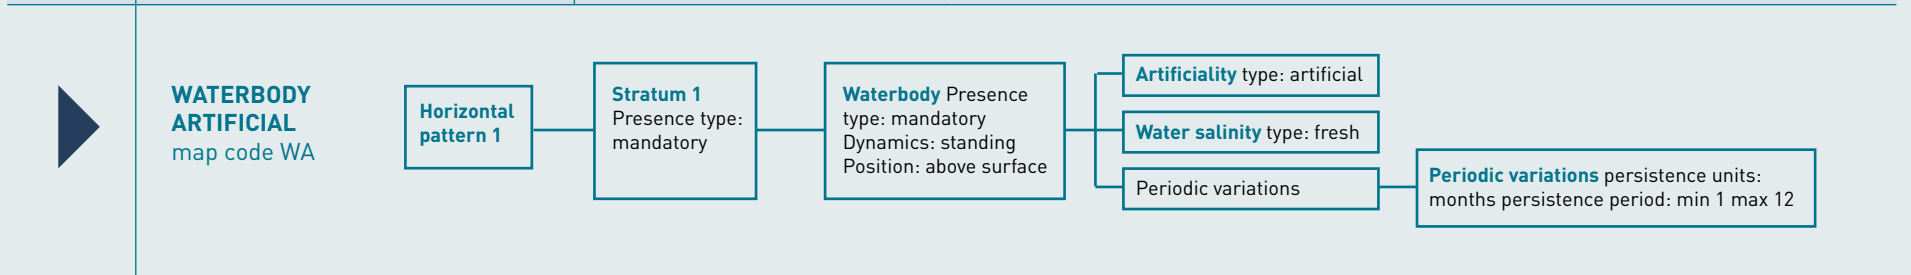 WATERBODY
ARTIFICIAL
map code WA
Horizontal
pattern 1
Stratum 1
Presence type:
mandatory
Waterbody Presence
type: mandatory
Dynamics: standing
Position: above surface
Artificiality type: artificial
Water salinity type: fresh
Periodic variations
Periodic variations persistence units:
months persistence period: min 1 max 12